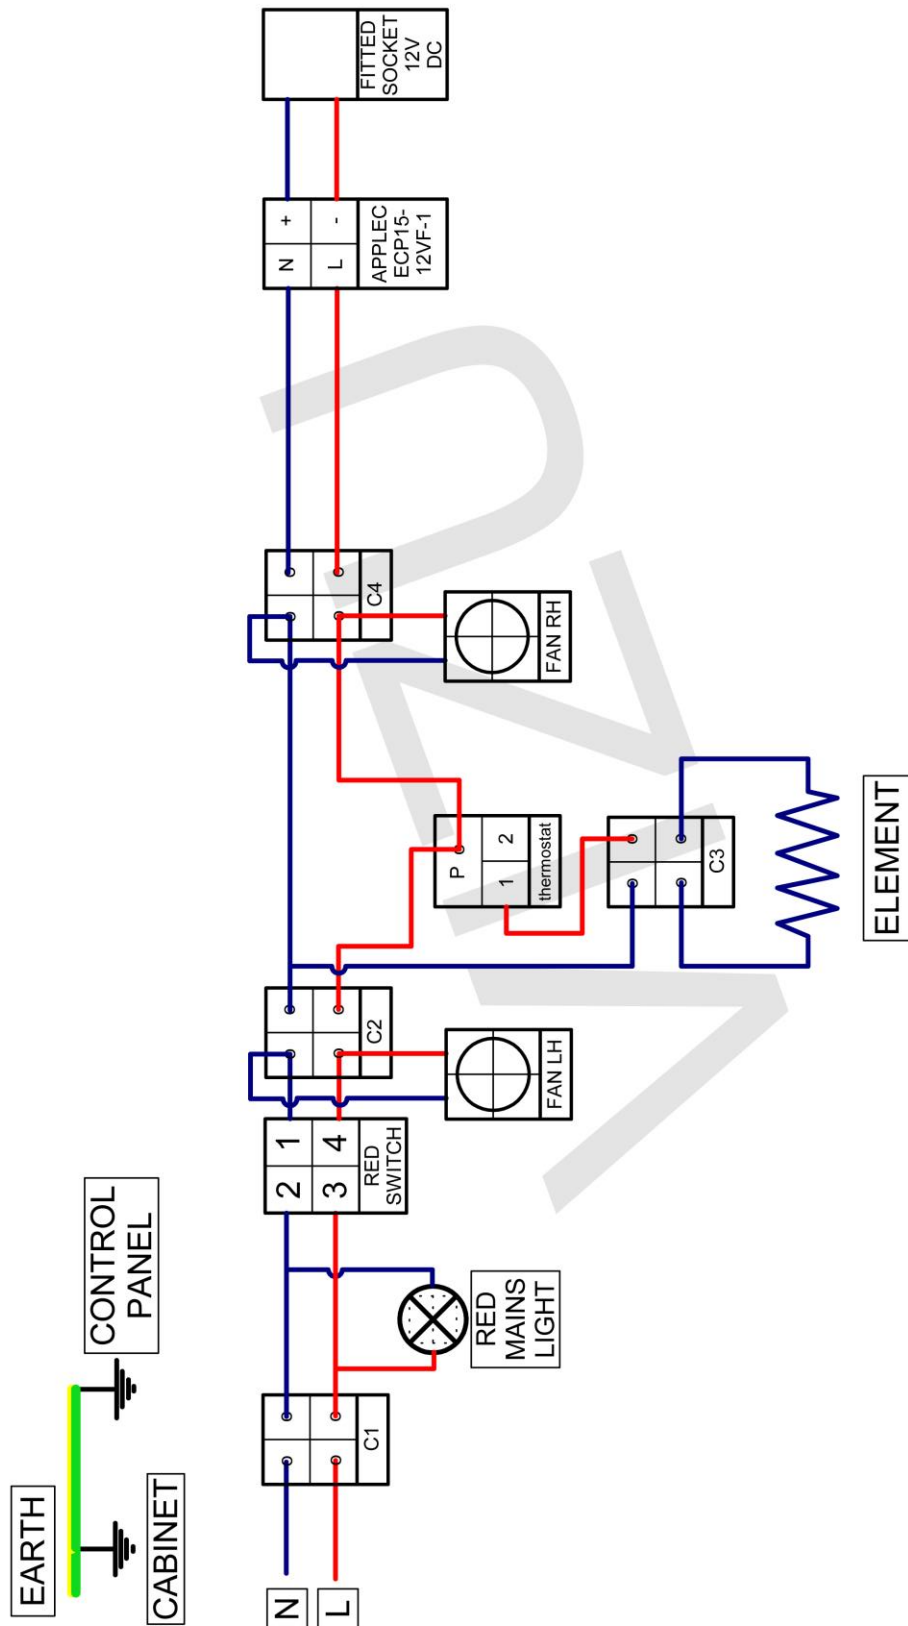 EARTH
CABINET
CONTROL
PANEL
N
L
C1
RED
MAINS
LIGHT
2 1
3 4
RED
SWITCH
C2
FAN LH
P
1 2
thermostat
C3
ELEMENT
C4
FAN RH
N +
L -
APPLEC
ECP15-
12VF-1
FITTED
SOCKET
12V
DC